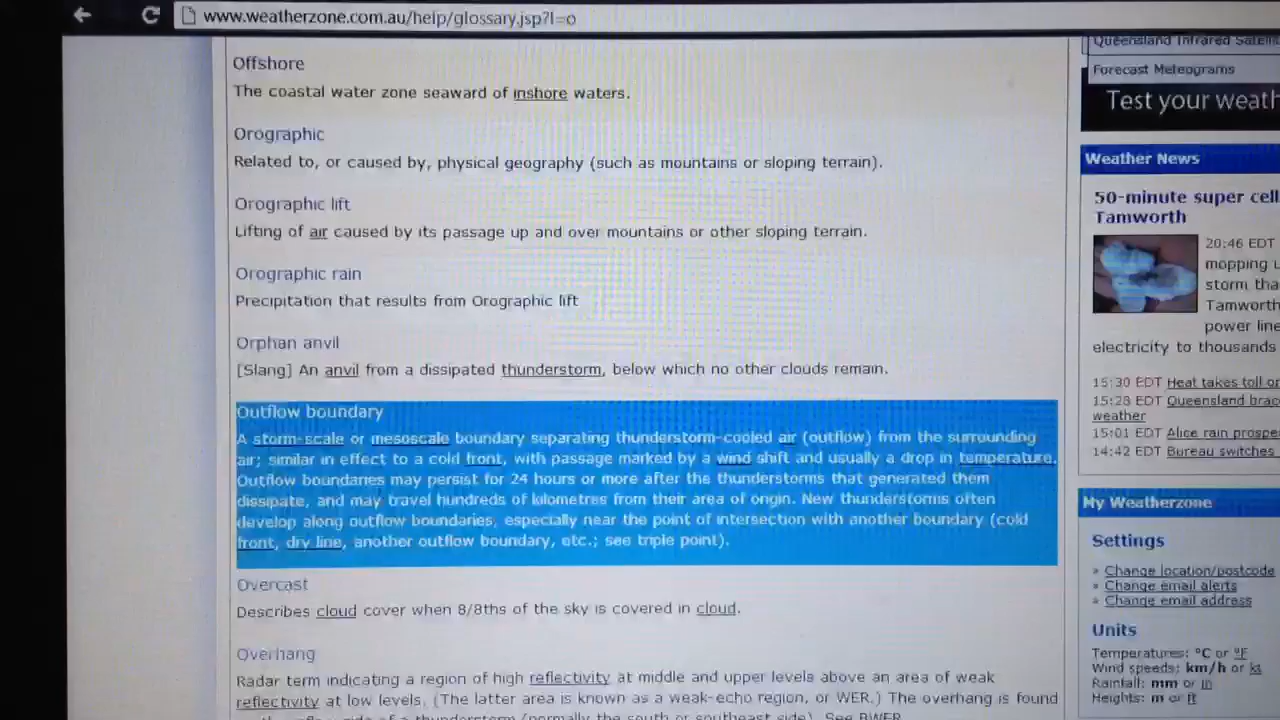 www.weatherzone.com.au/help/glossary.jsp?l=o
Offshore
The coastal water zone seaward of inshore waters.
Orographic
Related to, or caused by, physical geography (such as mountains or sloping terrain).
Orographic lift
Lifting of air caused by its passage up and over mountains or other sloping terrain.
Orographic rain
Precipitation that results from Orographic lift
Orphan anvil
[Slang] An anvil from a dissipated thunderstorm, below which no other clouds remain.
Outflow boundary
A storm-scale or mesoscale boundary separating thunderstorm-cooled air (outflow) from the surrounding
air; similar in effect to a cold front, with passage marked by a wind shift and usually a drop in temperature.
Outflow boundaries may persist for 24 hours or more after the thunderstorms that generated them
dissipate, and may travel hundreds of kilometres from their area of origin. New thunderstorms often
develop along outflow boundaries, especially near the point of intersection with another boundary (cold
front, dry line, another outflow boundary, etc.; see triple point).
Overcast
Describes cloud cover when 8/8ths of the sky is covered in cloud.
Overhang
Radar term indicating a region of high reflectivity at middle and upper levels above an area of weak
reflectivity at low levels. (The latter area is known as a weak-echo region, or WER.) The overhang is found
side of a thunderstorm (normally the south or southeast side). See BWER
Queensland Infrared
Forecast Meteograms
Test your
Weather News
50-minute super cell
Tamworth
20:46 EDT
mopping
storm
Tamworth
power
electricity to thousands
15:30 EDT Heat takes toll
15:28 EDT Queensland
weather
15:01 EDT Alice rain
14:42 EDT Bureau switches
My Weatherzone
Settings
» Change location/postcode
» Change email alerts
» Change email address
Units
Temperatures: °C or °F
Wind speeds: km/h or
Rainfall: mm or in
Heights: m or ft